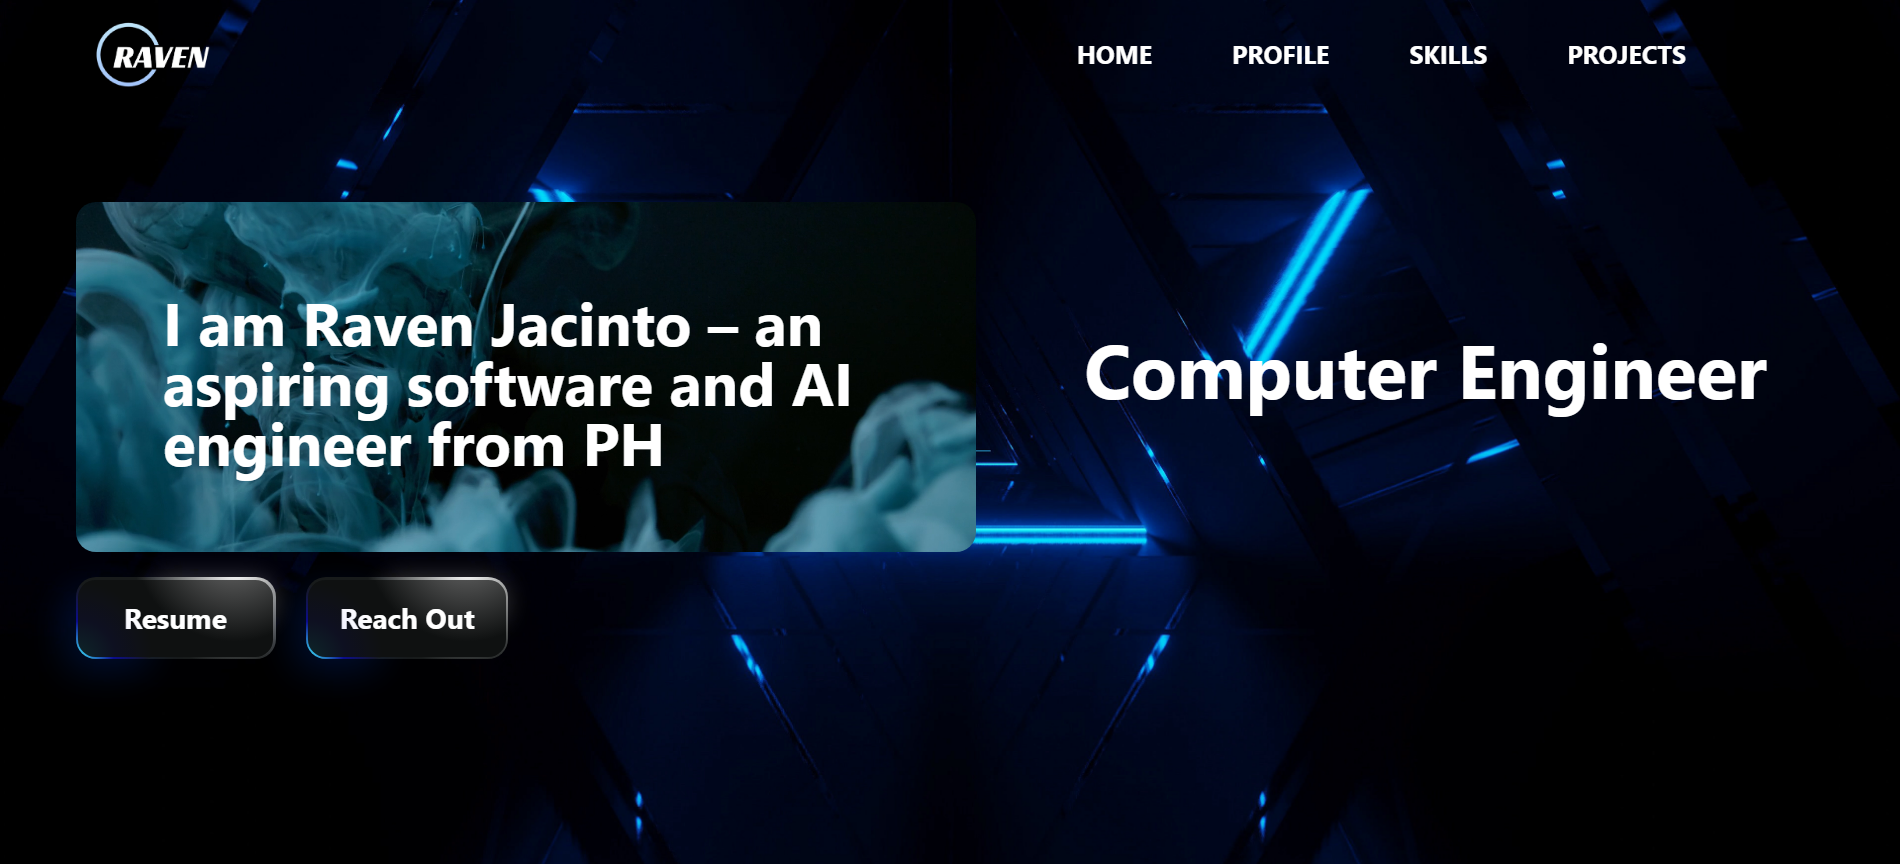 RAVEN
HOME
PROFILE
SKILLS
PROJECTS
I am Raven Jacinto – an
aspiring software and AI
engineer from PH
Computer Engineer
Resume
Reach Out